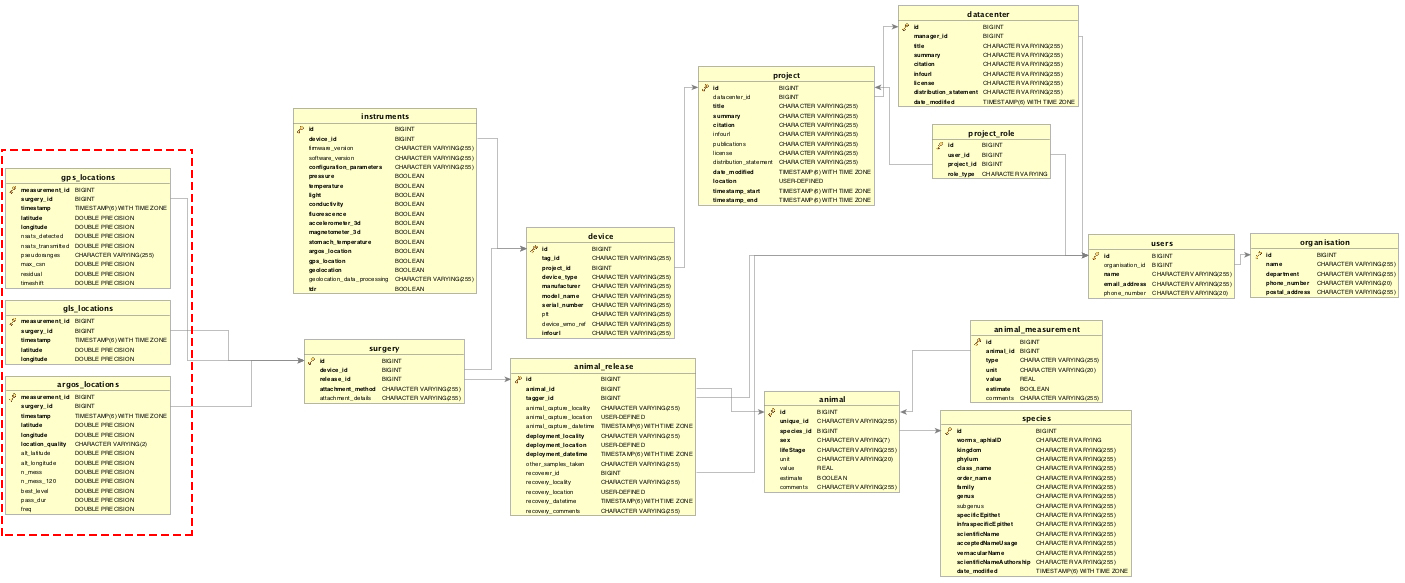 gps_locations
measurement_id BIGINT
surgery_id BIGINT
timestamp TIMESTAMP(6) WITH TIME ZONE
latitude DOUBLE PRECISION
longitude DOUBLE PRECISION
nsats_detected DOUBLE PRECISION
nsats_transmitted DOUBLE PRECISION
pseudoranges CHARACTER VARYING(255)
max_csn DOUBLE PRECISION
residual DOUBLE PRECISION
timeshift DOUBLE PRECISION
gls_locations
measurement_id BIGINT
surgery_id BIGINT
timestamp TIMESTAMP(6) WITH TIME ZONE
latitude DOUBLE PRECISION
longitude DOUBLE PRECISION
argos_locations
measurement_id BIGINT
surgery_id BIGINT
timestamp TIMESTAMP(6) WITH TIME ZONE
latitude DOUBLE PRECISION
longitude DOUBLE PRECISION
location_quality CHARACTER VARYING(2)
alt_latitude DOUBLE PRECISION
alt_longitude DOUBLE PRECISION
n_mess DOUBLE PRECISION
n_mess_120 DOUBLE PRECISION
best_level DOUBLE PRECISION
pass_dur DOUBLE PRECISION
freq DOUBLE PRECISION
instruments
id BIGINT
device_id BIGINT
firmware_version CHARACTER VARYING(255)
software_version CHARACTER VARYING(255)
configuration_parameters CHARACTER VARYING(255)
pressure BOOLEAN
temperature BOOLEAN
light BOOLEAN
conductivity BOOLEAN
fluorescence BOOLEAN
accelerometer_3d BOOLEAN
magnetometer_3d BOOLEAN
stomach_temperature BOOLEAN
argos_location BOOLEAN
gps_location BOOLEAN
geolocation BOOLEAN
geolocation_data_processing CHARACTER VARYING(255)
tdr BOOLEAN
surgery
id BIGINT
device_id BIGINT
release_id BIGINT
attachment_method CHARACTER VARYING(255)
attachment_details CHARACTER VARYING(255)
device
id BIGINT
tag_id CHARACTER VARYING(255)
project_id BIGINT
device_type CHARACTER VARYING(255)
manufacturer CHARACTER VARYING(255)
model_name CHARACTER VARYING(255)
serial_number CHARACTER VARYING(255)
ptt CHARACTER VARYING(255)
device_wmo_ref CHARACTER VARYING(255)
infourl CHARACTER VARYING(255)
animal_release
id BIGINT
animal_id BIGINT
tagger_id BIGINT
animal_capture_locality CHARACTER VARYING(255)
animal_capture_location USER-DEFINED
animal_capture_datetime TIMESTAMP(6) WITH TIME ZONE
deployment_locality CHARACTER VARYING(255)
deployment_location USER-DEFINED
deployment_datetime TIMESTAMP(6) WITH TIME ZONE
other_samples_taken CHARACTER VARYING(255)
recoverer_id BIGINT
recovery_locality CHARACTER VARYING(255)
recovery_location USER-DEFINED
recovery_datetime TIMESTAMP(6) WITH TIME ZONE
recovery_comments CHARACTER VARYING(255)
project
id BIGINT
datacenter_id BIGINT
title CHARACTER VARYING(255)
summary CHARACTER VARYING(255)
citation CHARACTER VARYING(255)
infourl CHARACTER VARYING(255)
publications CHARACTER VARYING(255)
license CHARACTER VARYING(255)
distribution_statement CHARACTER VARYING(255)
date_modified TIMESTAMP(6) WITH TIME ZONE
location USER-DEFINED
timestamp_start TIMESTAMP(6) WITH TIME ZONE
timestamp_end TIMESTAMP(6) WITH TIME ZONE
datacenter
id BIGINT
manager_id BIGINT
title CHARACTER VARYING(255)
summary CHARACTER VARYING(255)
citation CHARACTER VARYING(255)
infourl CHARACTER VARYING(255)
license CHARACTER VARYING(255)
distribution_statement CHARACTER VARYING(255)
date_modified TIMESTAMP(6) WITH TIME ZONE
project_role
id BIGINT
user_id BIGINT
project_id BIGINT
role_type CHARACTER VARYING
users
id BIGINT
organisation_id BIGINT
name CHARACTER VARYING(255)
email_address CHARACTER VARYING(255)
phone_number CHARACTER VARYING(20)
organisation
id BIGINT
name CHARACTER VARYING(255)
department CHARACTER VARYING(255)
phone_number CHARACTER VARYING(20)
postal_address CHARACTER VARYING(255)
animal_measurement
id BIGINT
animal_id BIGINT
type CHARACTER VARYING(255)
unit CHARACTER VARYING(20)
value REAL
estimate BOOLEAN
comments CHARACTER VARYING(255)
animal
id BIGINT
unique_id CHARACTER VARYING(255)
species_id BIGINT
sex CHARACTER VARYING(7)
lifeStage CHARACTER VARYING(255)
unit CHARACTER VARYING(20)
value REAL
estimate BOOLEAN
comments CHARACTER VARYING(255)
species
id BIGINT
worms_aphiaID CHARACTER VARYING
kingdom CHARACTER VARYING(255)
phylum CHARACTER VARYING(255)
class_name CHARACTER VARYING(255)
order_name CHARACTER VARYING(255)
family CHARACTER VARYING(255)
genus CHARACTER VARYING(255)
subgenus CHARACTER VARYING(255)
specificEpithet CHARACTER VARYING(255)
infraspecificEpithet CHARACTER VARYING(255)
scientificName CHARACTER VARYING(255)
acceptedNameUsage CHARACTER VARYING(255)
vernacularName CHARACTER VARYING(255)
scientificNameAuthorship CHARACTER VARYING(255)
date_modified TIMESTAMP(6) WITH TIME ZONE